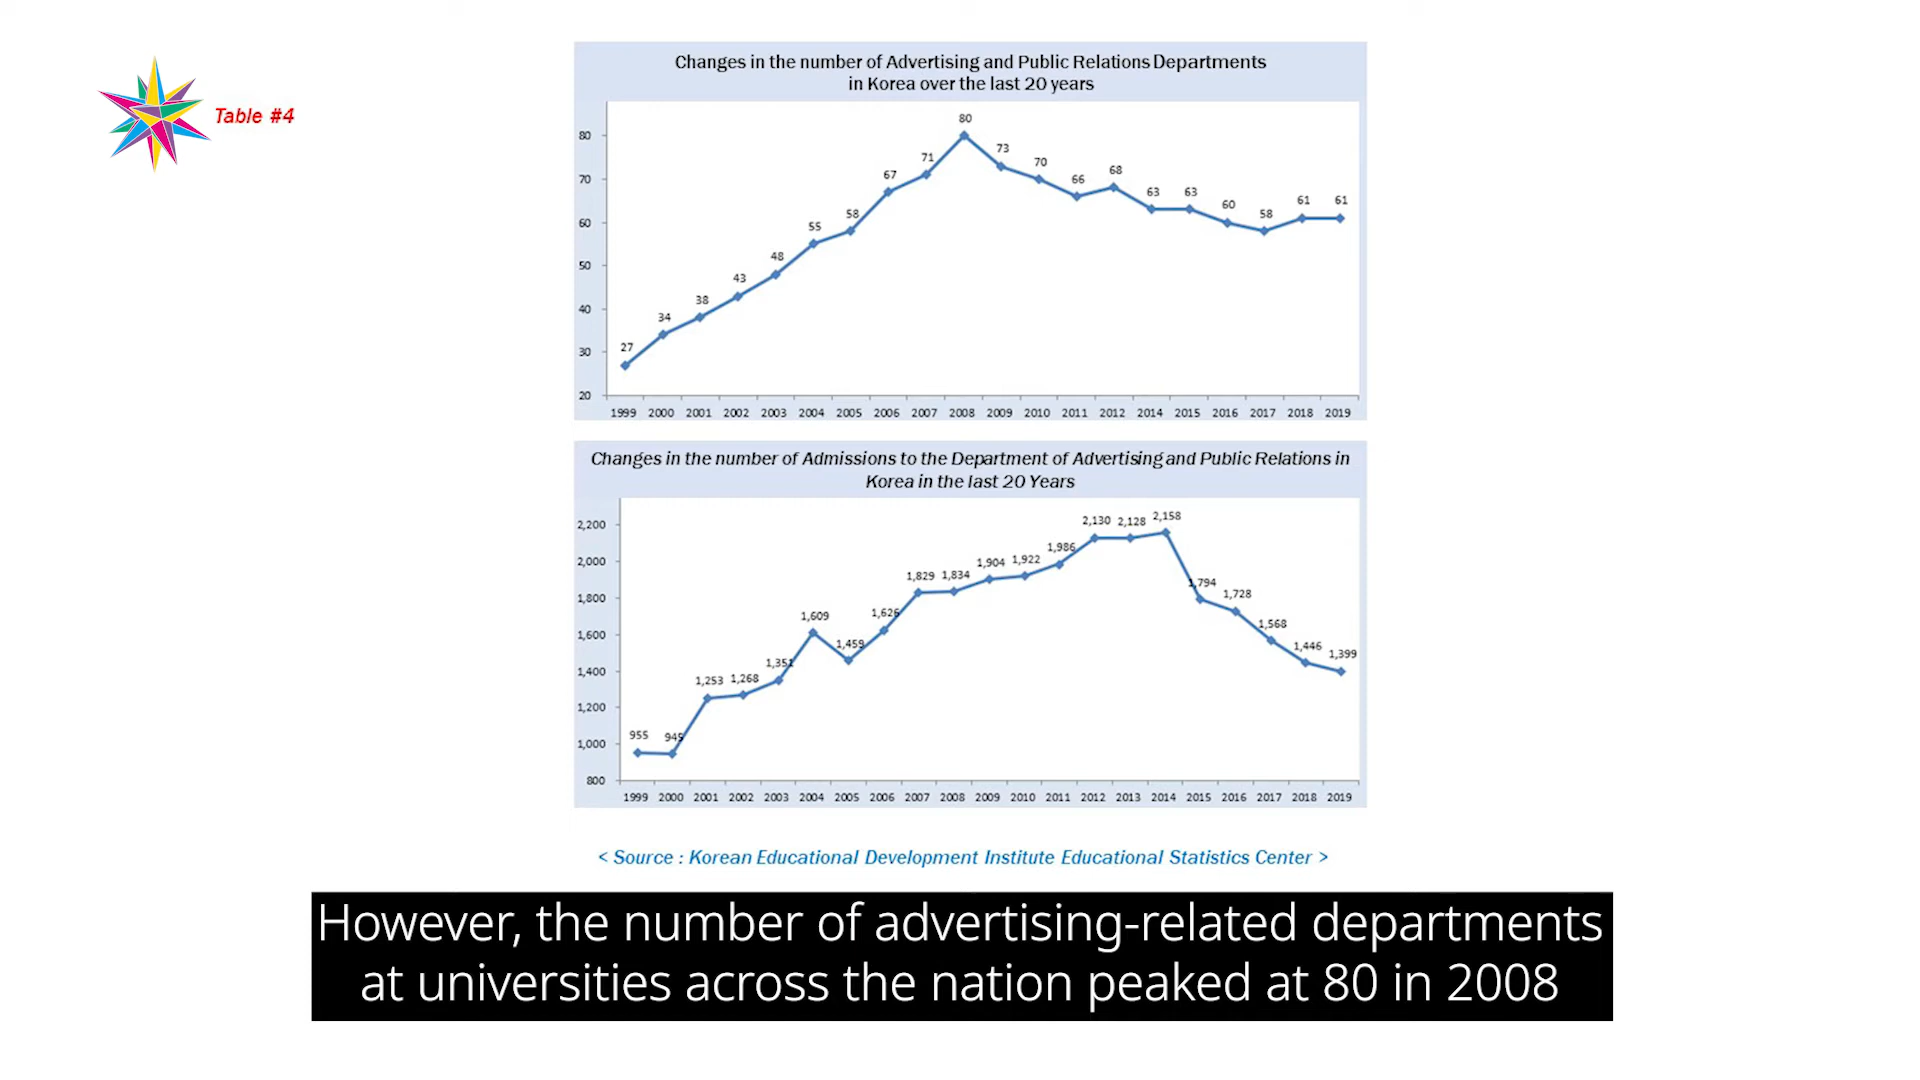 Table #4
Changes in the number of Advertising and Public Relations Departments
in Korea over the last 20 years
80
70
60
50
40
30
20
27 34 38 43 48 55 58 67 71 80 73 70 66 68 63 63 60 58 61 61
1999 2000 2001 2002 2003 2004 2005 2006 2007 2008 2009 2010 2011 2012 2014 2015 2016 2017 2018 2019
Changes in the number of Admissions to the Department of Advertising and Public Relations in
Korea in the last 20 Years
2,200
2,000
1,800
1,600
1,400
1,200
1,000
800
955 945 1,253 1,268 1,351 1,609 1,459 1,626 1,829 1,834 1,904 1,922 1,986 2,130 2,128 2,158 1,794 1,728 1,568 1,446 1,399
1999 2000 2001 2002 2003 2004 2005 2006 2007 2008 2009 2010 2011 2012 2013 2014 2015 2016 2017 2018 2019
< Source : Korean Educational Development Institute Educational Statistics Center >
However, the number of advertising-related departments
at universities across the nation peaked at 80 in 2008